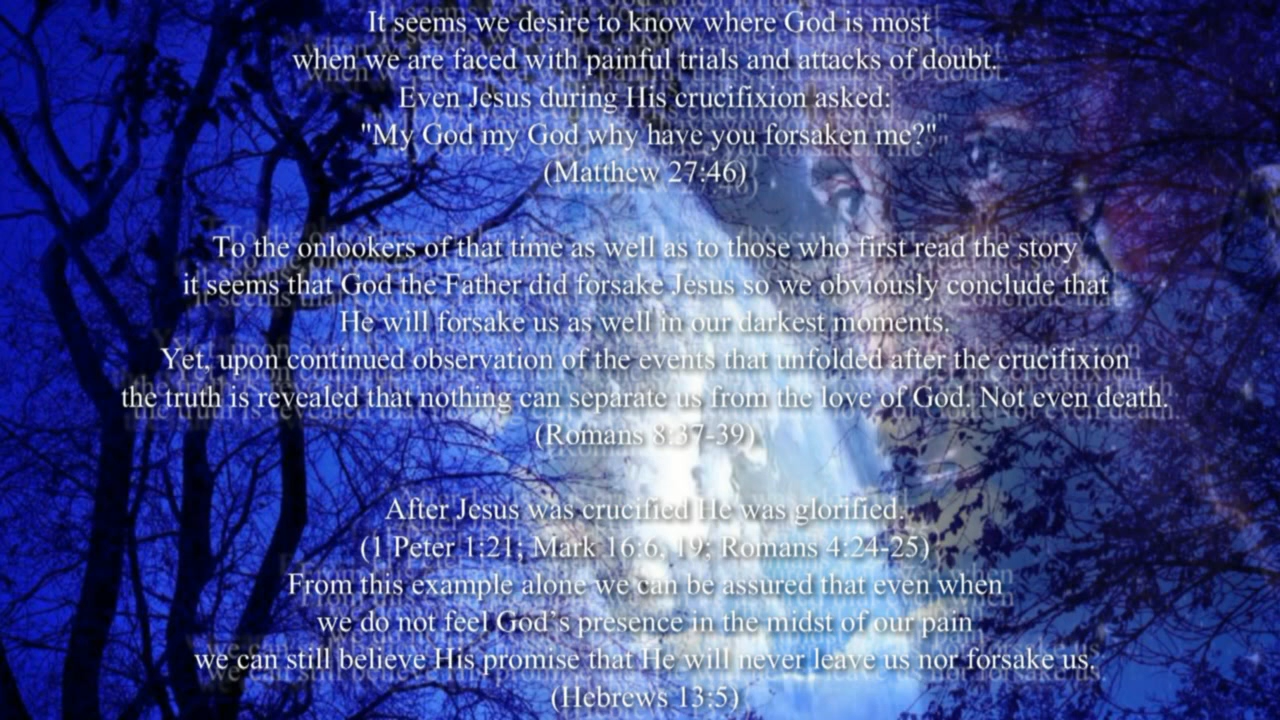 It seems we desire to know where God is most
when we are faced with painful trials and attacks of doubt.
Even Jesus during His crucifixion asked:
"My God my God why have you forsaken me?"
(Matthew 27:46)
To the onlookers of that time as well as to those who first read the story
it seems that God the Father did forsake Jesus so we obviously conclude that
He will forsake us as well in our darkest moments.
Yet, upon continued observation of the events that unfolded after the crucifixion
the truth is revealed that nothing can separate us from the love of God. Not even death.
(Romans 8:37-39)
After Jesus was crucified He was glorified.
(1 Peter 1:21; Mark 16:6, 19; Romans 4:24-25)
From this example alone we can be assured that even when
we do not feel God’s presence in the midst of our pain
we can still believe His promise that He will never leave us nor forsake us.
(Hebrews 13:5)